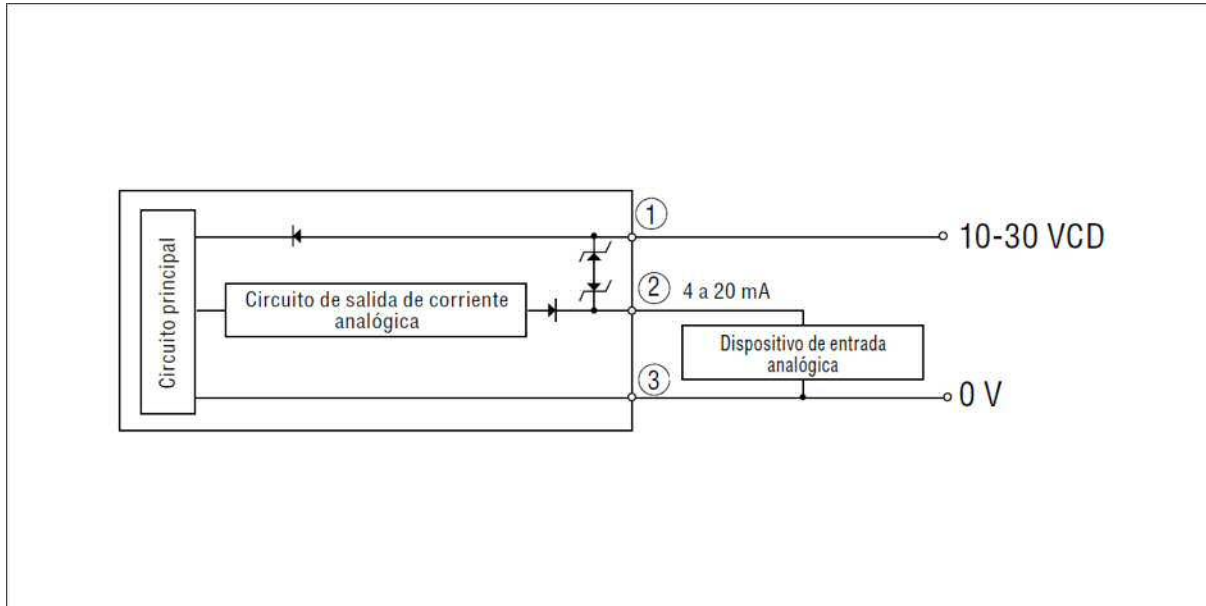 ①
10-30 VCD
Circuito principal
Circuito de salida de corriente
analógica
②
4 a 20 mA
Dispositivo de entrada
analógica
③
0 V